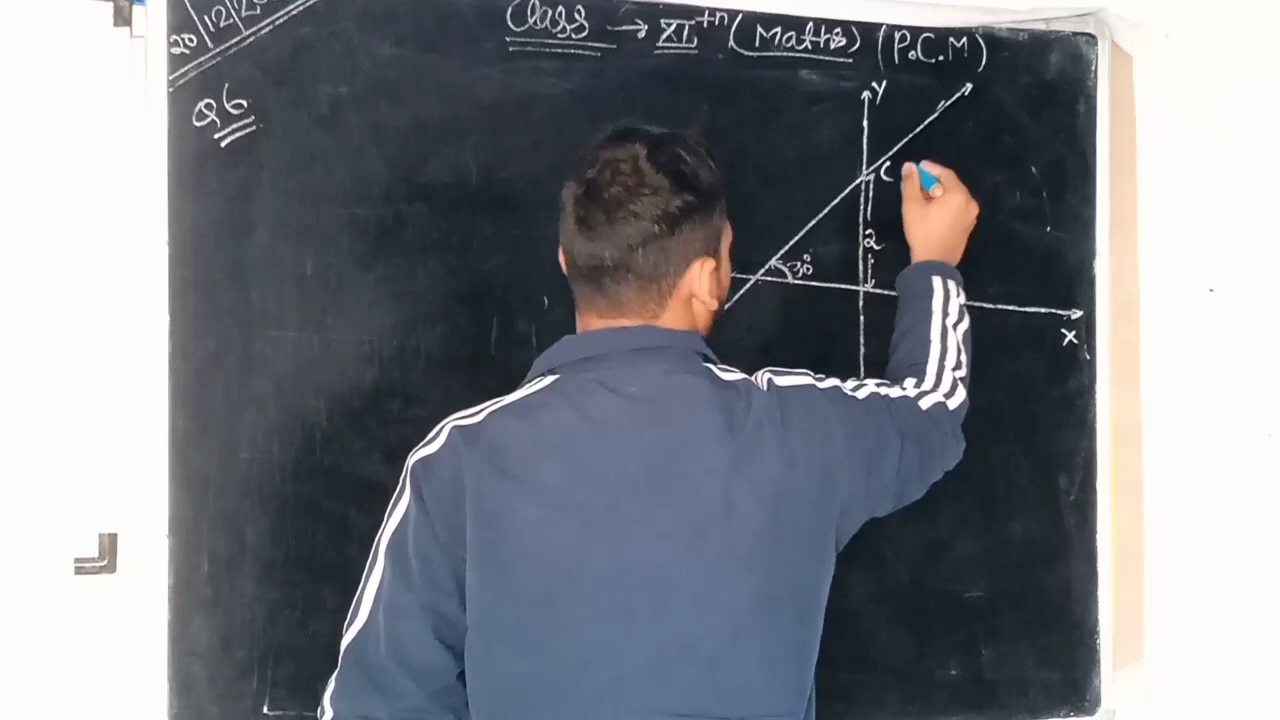 20/12/20
Class → XI th (Maths) (P.C.M)
Q6
Y
C
2
30°
X